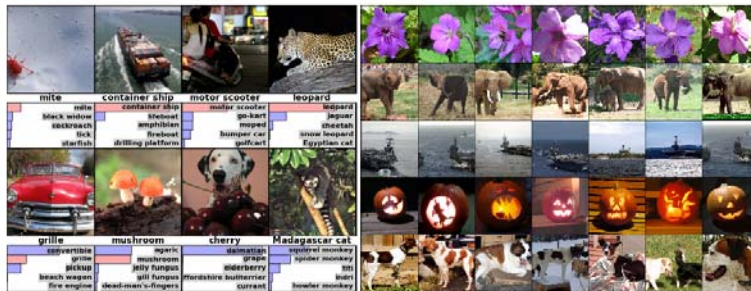 mite container ship motor scooter leopard
mite container ship motor scooter leopard
black widow lifeboat go-kart jaguar
cockroach amphibian moped cheetah
tick fireboat bumper car snow leopard
starfish drilling platform golfcart Egyptian cat
grille mushroom cherry Madagascar cat
convertible agaric dalmatian squirrel monkey
grille mushroom grape spider monkey
pickup jelly fungus elderberry titi
beach wagon gill fungus ffordshire bullterrier indri
fire engine dead-man's-fingers currant howler monkey